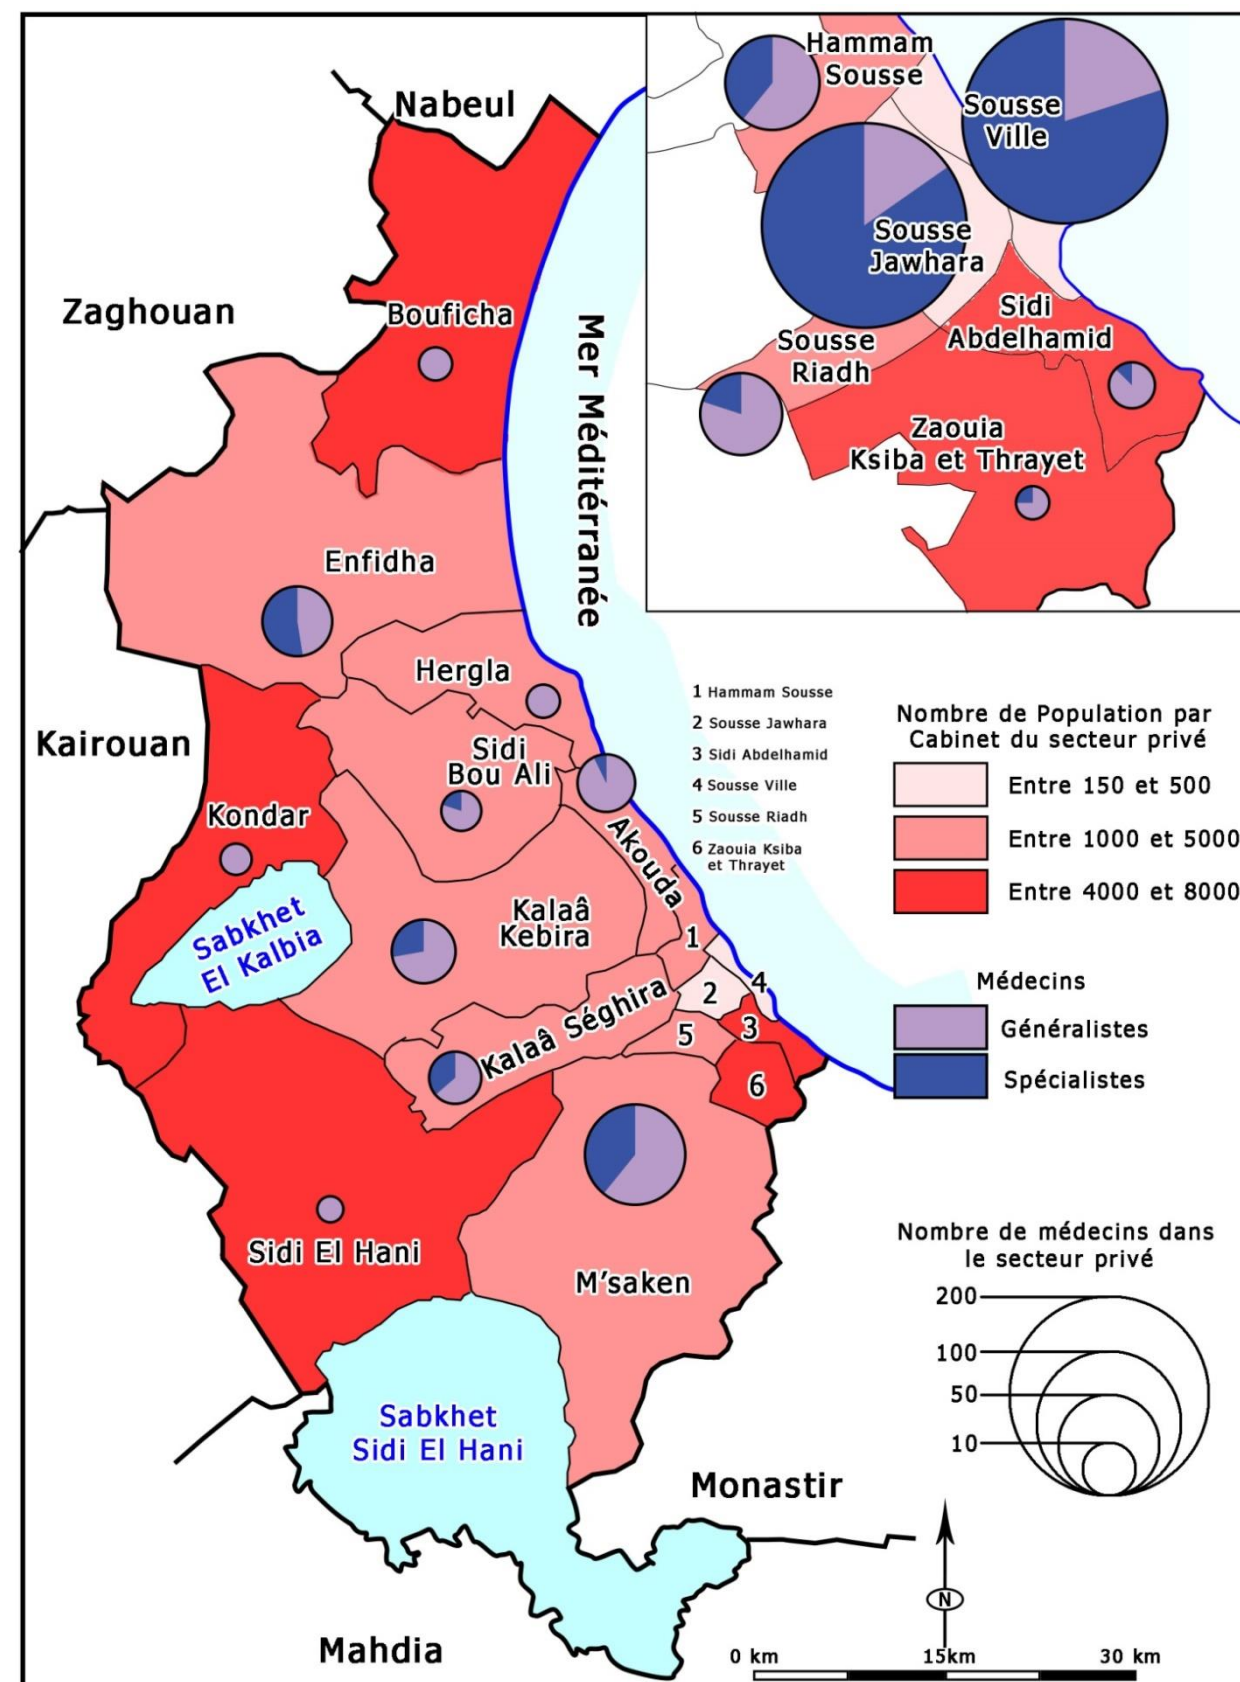 Nabeul
Zaghouan
Bouficha
Mer Méditérranée
Enfidha
Hergla
Kairouan
Sidi
Bou Ali
Kondar
Akouda
Sabkhet
El Kalbia
Kalaâ
Kebira
Kalaâ Séghira
1
2
3
4
5
6
Sidi El Hani
M'saken
Sabkhet
Sidi El Hani
Monastir
Mahdia
Hammam
Sousse
Sousse
Ville
Sousse
Jawhara
Sidi
Abdelhamid
Sousse
Riadh
Zaouia
Ksiba et Thrayet
1 Hammam Sousse
2 Sousse Jawhara
3 Sidi Abdelhamid
4 Sousse Ville
5 Sousse Riadh
6 Zaouia Ksiba
et Thrayet
Nombre de Population par
Cabinet du secteur privé
Entre 150 et 500
Entre 1000 et 5000
Entre 4000 et 8000
Médecins
Généralistes
Spécialistes
Nombre de médecins dans
le secteur privé
200
100
50
10
N
0 km 15km 30 km